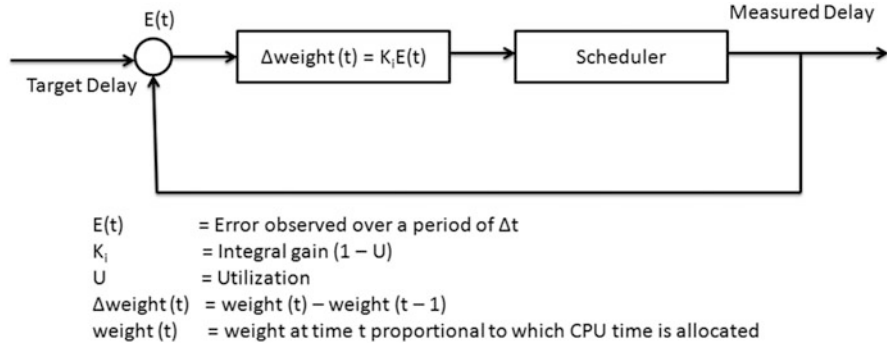 Measured Delay
E(t)
Δweight (t) = KᵢE(t)
Scheduler
Target Delay
E(t) = Error observed over a period of Δt
Kᵢ = Integral gain (1 – U)
U = Utilization
Δweight (t) = weight (t) – weight (t – 1)
weight (t) = weight at time t proportional to which CPU time is allocated